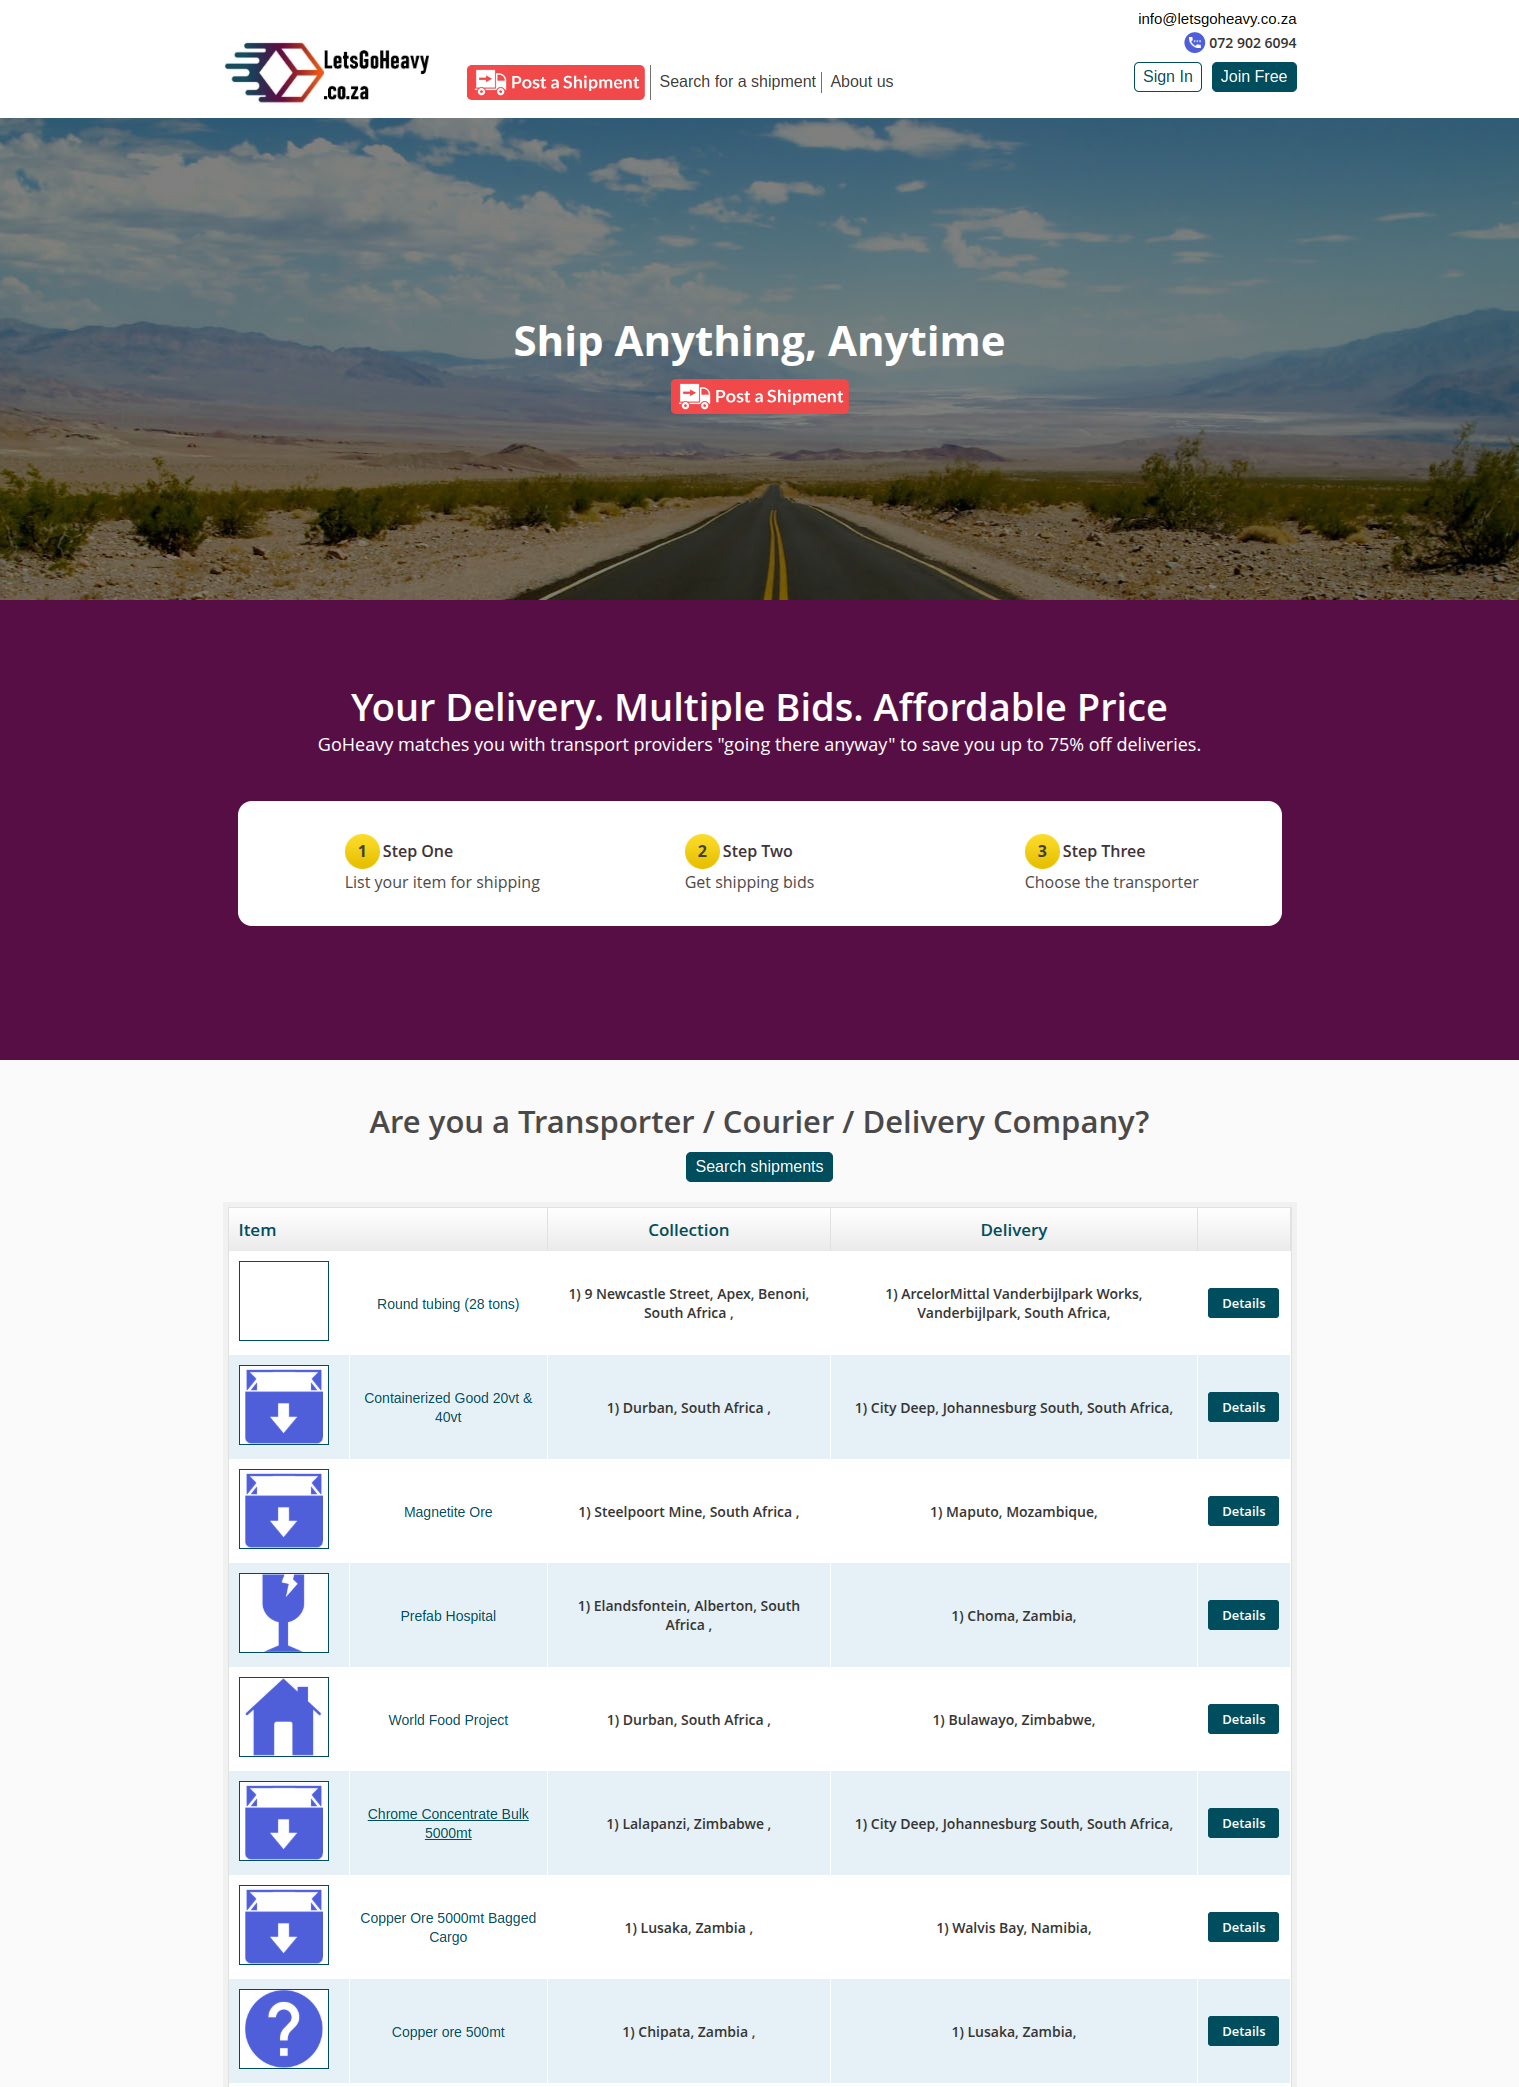 info@letsgoheavy.co.za
072 902 6094
LetsGoHeavy
.co.za
Post a Shipment
Search for a shipment
About us
Sign In
Join Free
Ship Anything, Anytime
Post a Shipment
Your Delivery. Multiple Bids. Affordable Price
GoHeavy matches you with transport providers "going there anyway" to save you up to 75% off deliveries.
1 Step One
List your item for shipping
2 Step Two
Get shipping bids
3 Step Three
Choose the transporter
Are you a Transporter / Courier / Delivery Company?
Search shipments
Item
Collection
Delivery
Round tubing (28 tons)
1) 9 Newcastle Street, Apex, Benoni,
South Africa ,
1) ArcelorMittal Vanderbijlpark Works,
Vanderbijlpark, South Africa,
Details
Containerized Good 20vt &
40vt
1) Durban, South Africa ,
1) City Deep, Johannesburg South, South Africa,
Details
Magnetite Ore
1) Steelpoort Mine, South Africa ,
1) Maputo, Mozambique,
Details
Prefab Hospital
1) Elandsfontein, Alberton, South
Africa ,
1) Choma, Zambia,
Details
World Food Project
1) Durban, South Africa ,
1) Bulawayo, Zimbabwe,
Details
Chrome Concentrate Bulk
5000mt
1) Lalapanzi, Zimbabwe ,
1) City Deep, Johannesburg South, South Africa,
Details
Copper Ore 5000mt Bagged
Cargo
1) Lusaka, Zambia ,
1) Walvis Bay, Namibia,
Details
?
Copper ore 500mt
1) Chipata, Zambia ,
1) Lusaka, Zambia,
Details